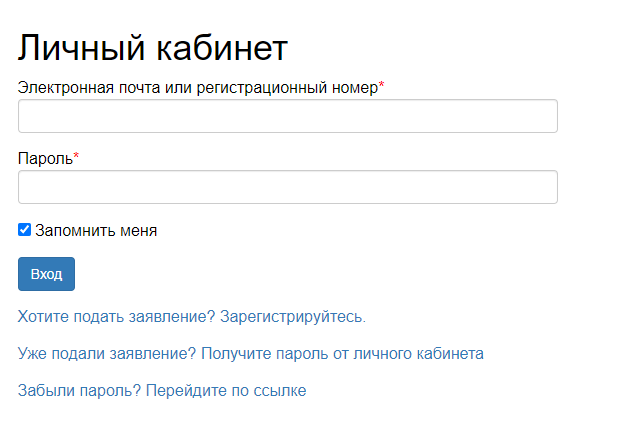 Личный кабинет
Электронная почта или регистрационный номер*
Пароль*
Запомнить меня
Вход
Хотите подать заявление? Зарегистрируйтесь.
Уже подали заявление? Получите пароль от личного кабинета
Забыли пароль? Перейдите по ссылке